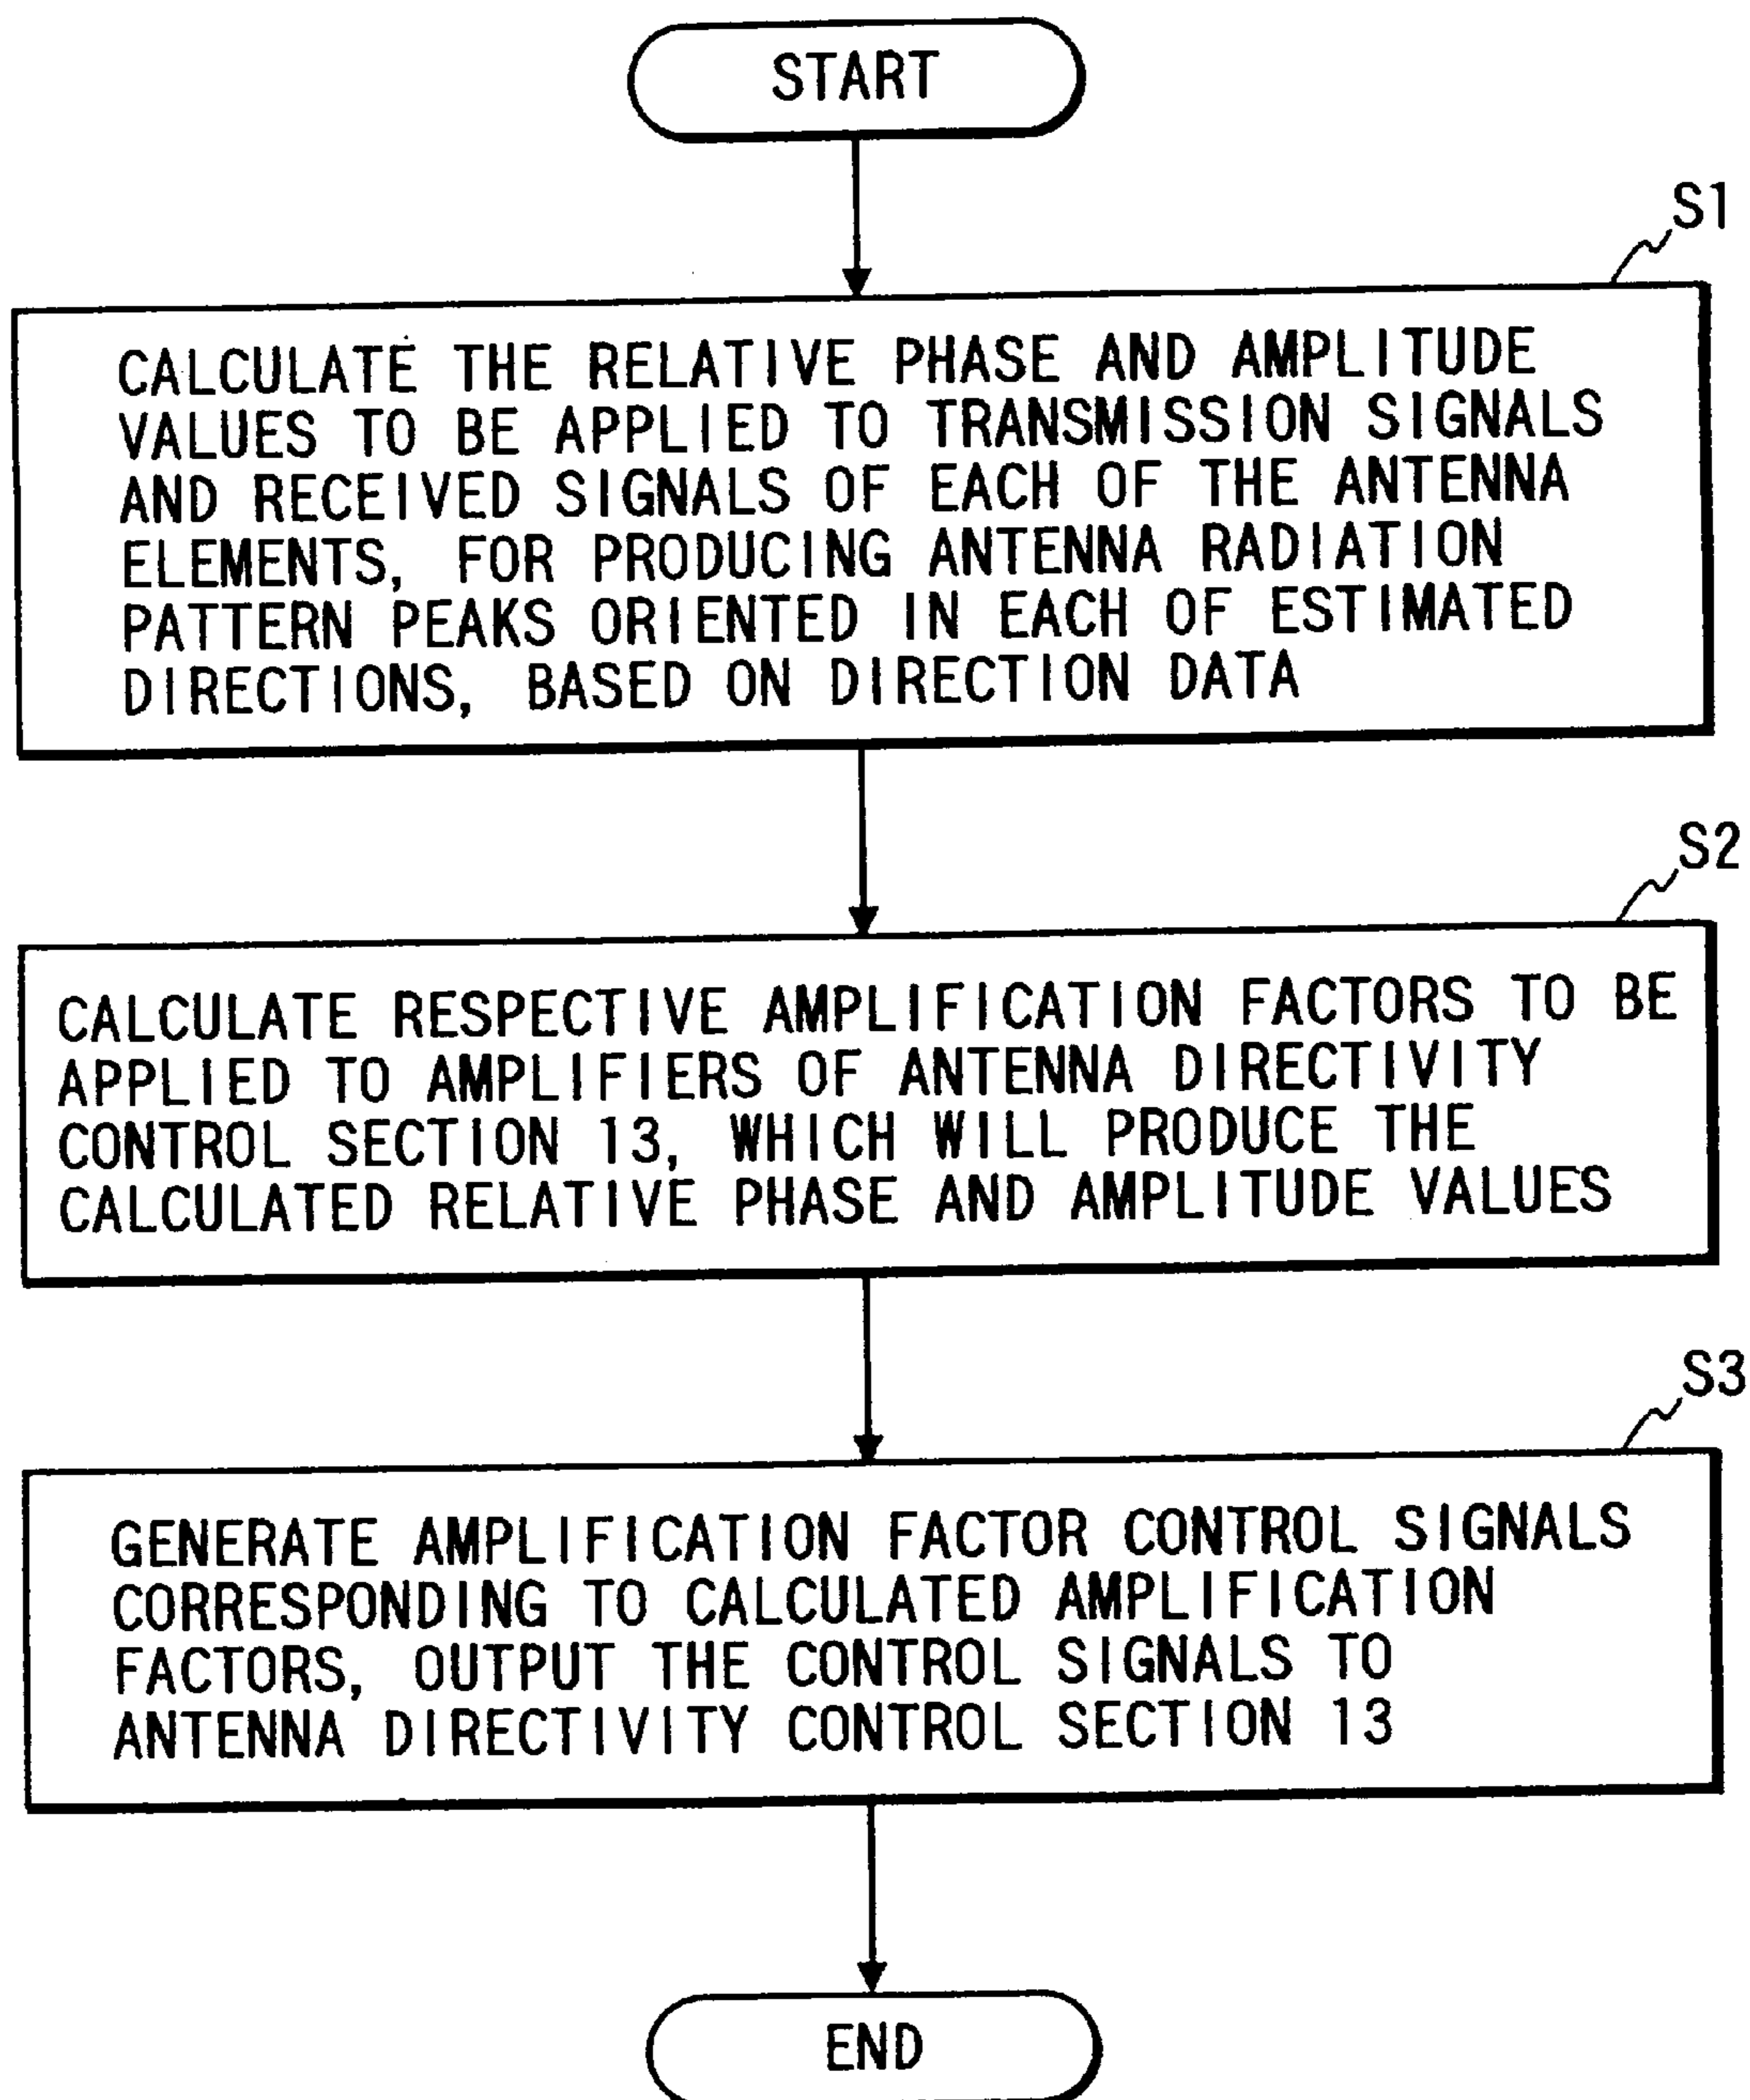 START
S1
CALCULATE THE RELATIVE PHASE AND AMPLITUDE
VALUES TO BE APPLIED TO TRANSMISSION SIGNALS
AND RECEIVED SIGNALS OF EACH OF THE ANTENNA
ELEMENTS, FOR PRODUCING ANTENNA RADIATION
PATTERN PEAKS ORIENTED IN EACH OF ESTIMATED
DIRECTIONS, BASED ON DIRECTION DATA
S2
CALCULATE RESPECTIVE AMPLIFICATION FACTORS TO BE
APPLIED TO AMPLIFIERS OF ANTENNA DIRECTIVITY
CONTROL SECTION 13, WHICH WILL PRODUCE THE
CALCULATED RELATIVE PHASE AND AMPLITUDE VALUES
S3
GENERATE AMPLIFICATION FACTOR CONTROL SIGNALS
CORRESPONDING TO CALCULATED AMPLIFICATION
FACTORS, OUTPUT THE CONTROL SIGNALS TO
ANTENNA DIRECTIVITY CONTROL SECTION 13
END